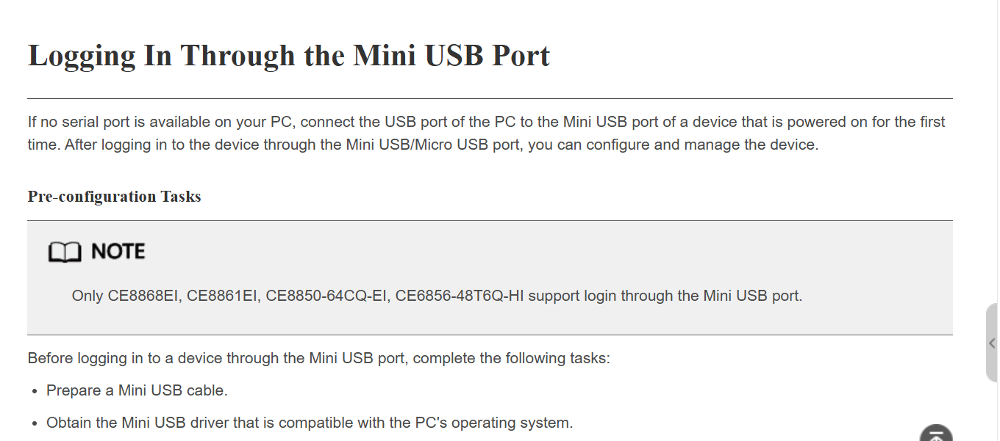 Logging In Through the Mini USB Port
If no serial port is available on your PC, connect the USB port of the PC to the Mini USB port of a device that is powered on for the first
time. After logging in to the device through the Mini USB/Micro USB port, you can configure and manage the device.
Pre-configuration Tasks
NOTE
Only CE8868EI, CE8861EI, CE8850-64CQ-EI, CE6856-48T6Q-HI support login through the Mini USB port.
Before logging in to a device through the Mini USB port, complete the following tasks:
• Prepare a Mini USB cable.
• Obtain the Mini USB driver that is compatible with the PC's operating system.